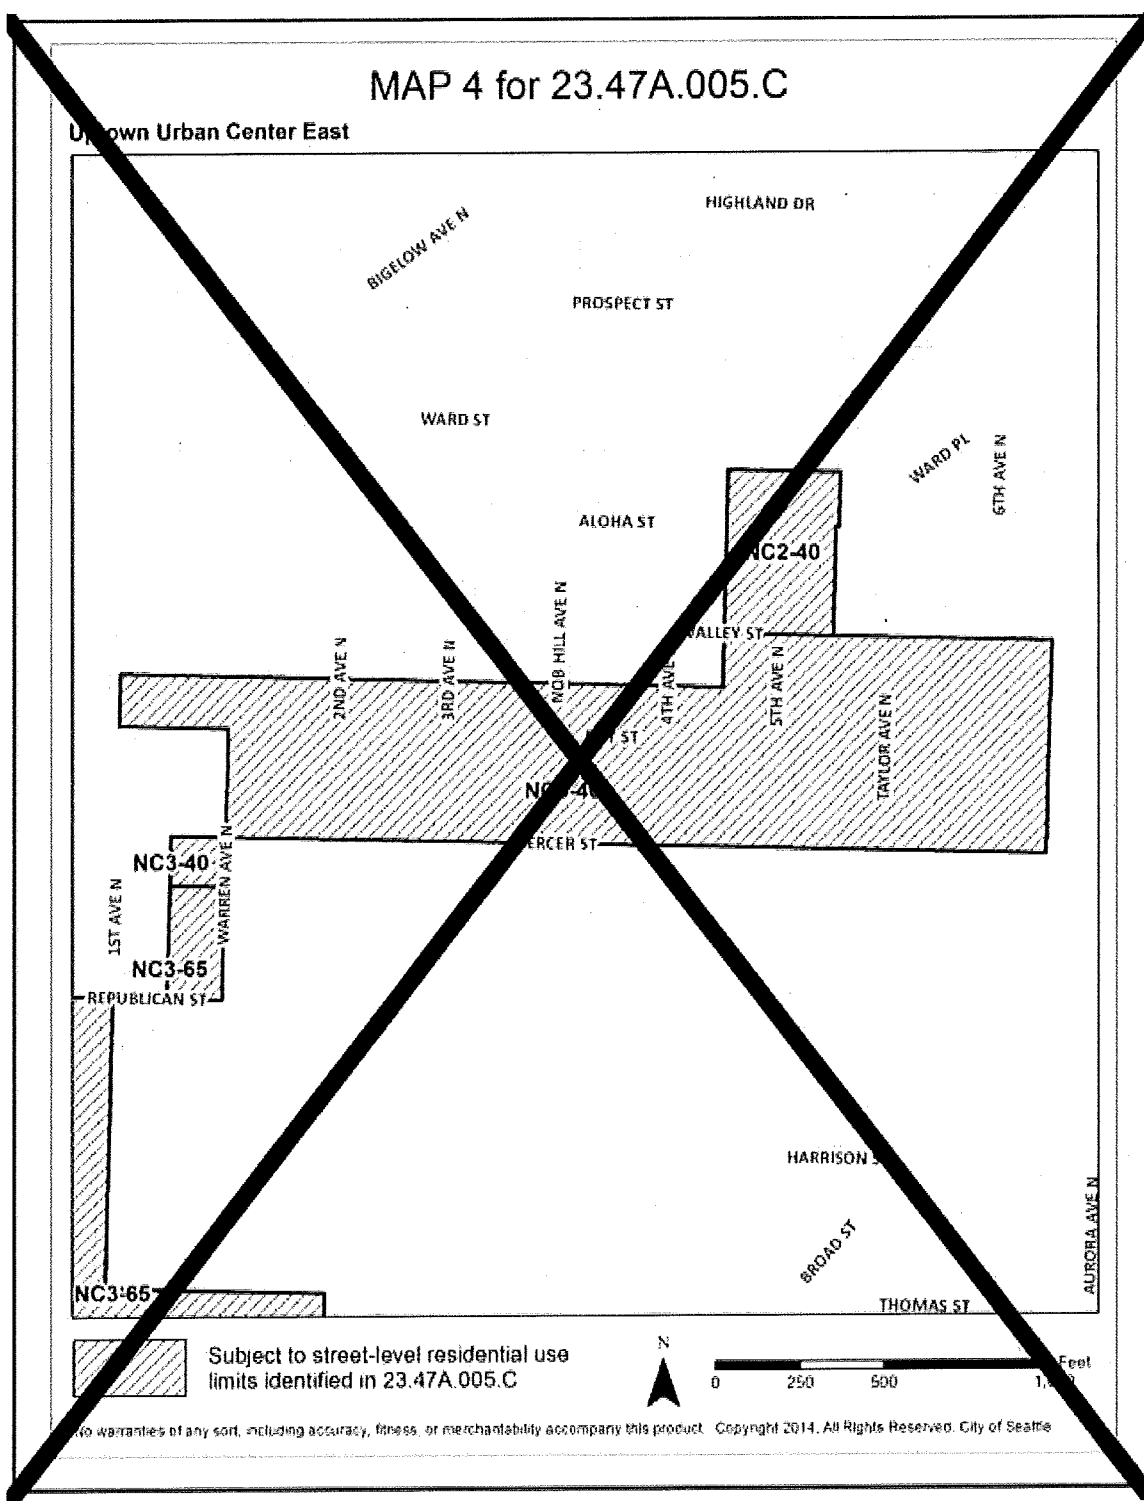 MAP 4 for 23.47A.005.C
Urban Center East
HIGHLAND DR
BIGELOW AVE N
PROSPECT ST
WARD ST
WARD PL
6TH AVE N
ALOHA ST
NC2-40
NOB HILL AVE N
VALLEY ST
2ND AVE N
3RD AVE N
4TH AVE
5TH AVE N
TAYLOR AVE N
ST
NC3-40
WARREN AVE N
1ST AVE N
NC3-65
REPUBLICAN ST
HARRISON
BROAD ST
AURORA AVE N
NC3-65
THOMAS ST
Subject to street-level residential use
limits identified in 23.47A.005.C
N
Feet
0 250 500
No warranties of any sort, including accuracy, fitness, or merchantability accompany this product. Copyright 2014, All Rights Reserved, City of Seattle